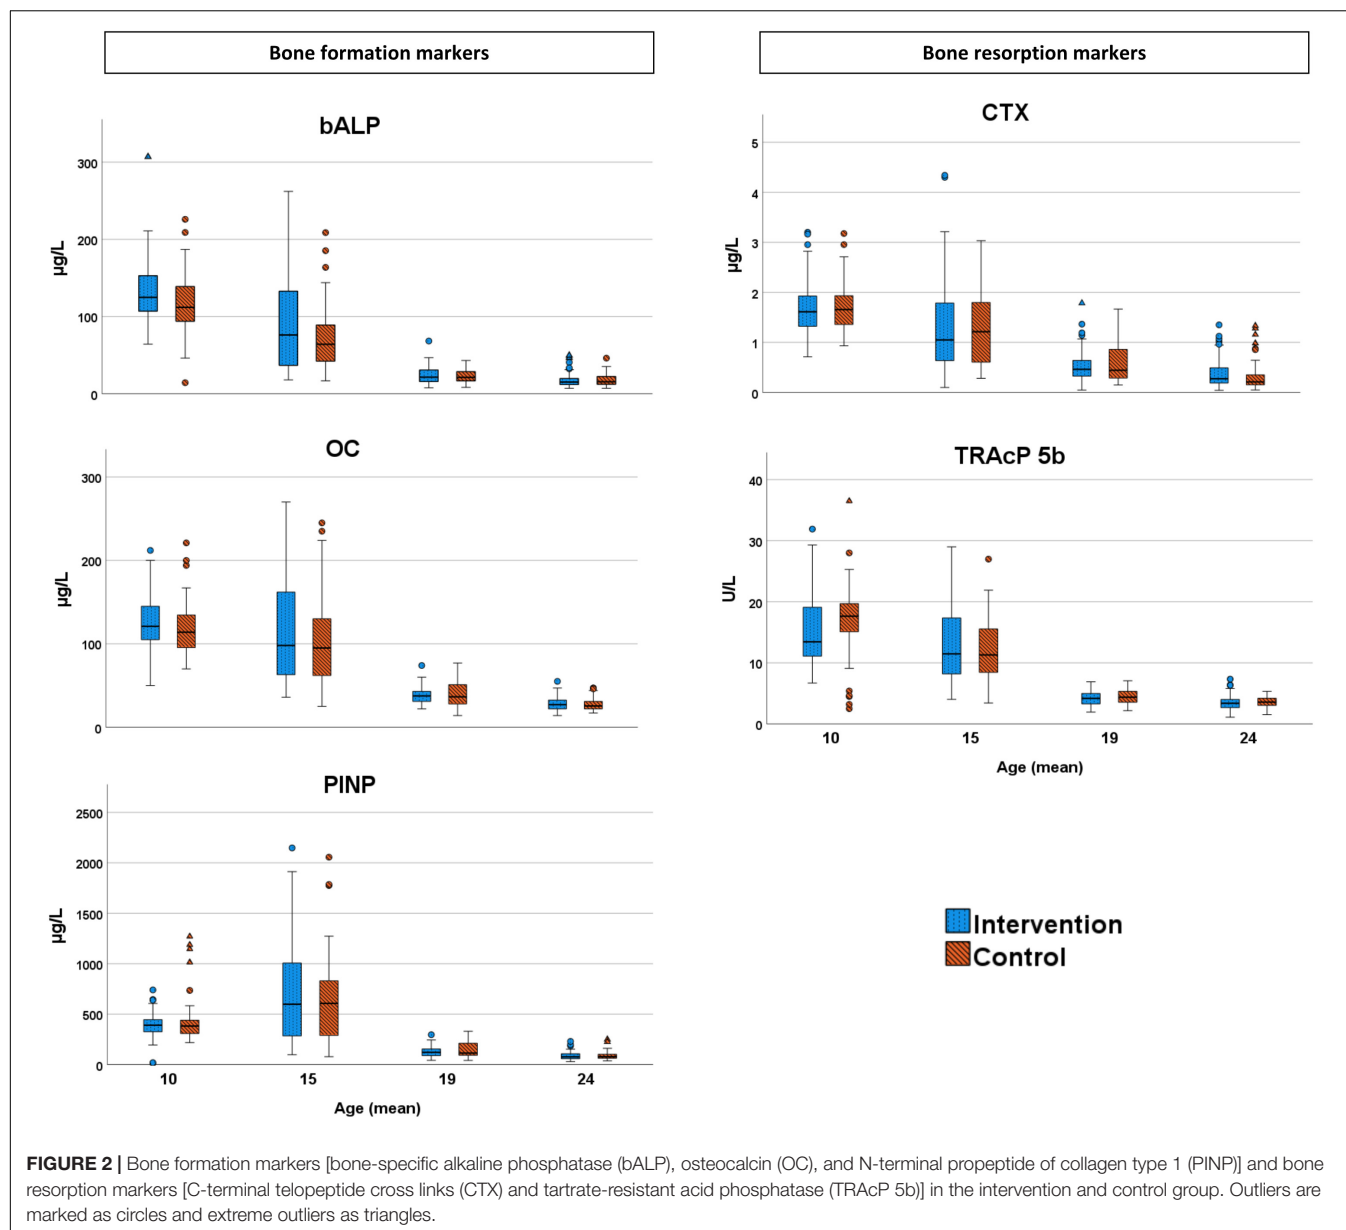 Bone formation markers
bALP
300
200
100
0
µg/L
OC
300
200
100
0
µg/L
PINP
2500
2000
1500
1000
500
0
µg/L
10 15 19 24
Age (mean)
Bone resorption markers
CTX
5
4
3
2
1
0
µg/L
TRAcP 5b
40
30
20
10
0
U/L
10 15 19 24
Age (mean)
Intervention
Control
FIGURE 2 | Bone formation markers [bone-specific alkaline phosphatase (bALP), osteocalcin (OC), and N-terminal propeptide of collagen type 1 (PINP)] and bone
resorption markers [C-terminal telopeptide cross links (CTX) and tartrate-resistant acid phosphatase (TRAcP 5b)] in the intervention and control group. Outliers are
marked as circles and extreme outliers as triangles.